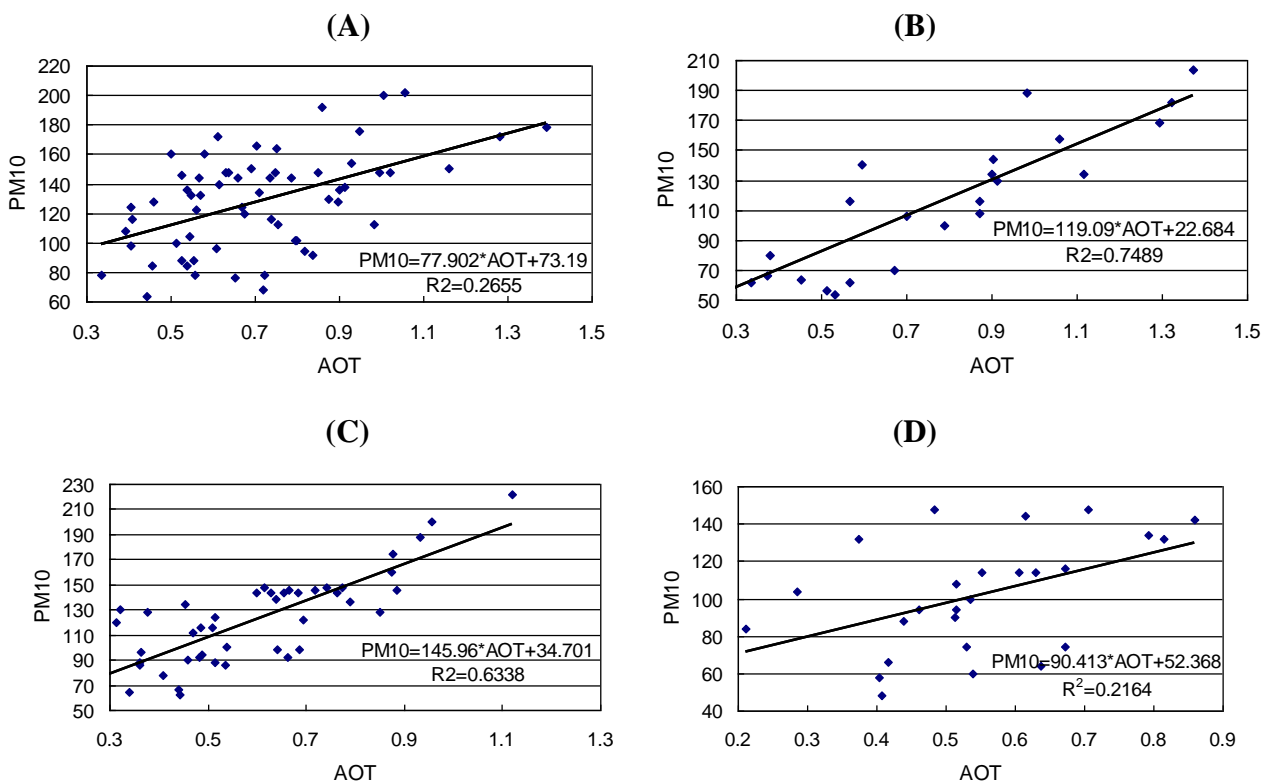 (A)
220
200
180
160
140
120
100
80
60
PM10
PM10=77.902*AOT+73.19
R2=0.2655
0.3 0.5 0.7 0.9 1.1 1.3 1.5
AOT
(B)
210
190
170
150
130
110
90
70
50
PM10
PM10=119.09*AOT+22.684
R2=0.7489
0.3 0.5 0.7 0.9 1.1 1.3 1.5
AOT
(C)
230
210
190
170
150
130
110
90
70
50
PM10
PM10=145.96*AOT+34.701
R2=0.6338
0.3 0.5 0.7 0.9 1.1 1.3
AOT
(D)
160
140
120
100
80
60
40
PM10
PM10=90.413*AOT+52.368
R²=0.2164
0.2 0.3 0.4 0.5 0.6 0.7 0.8 0.9
AOT